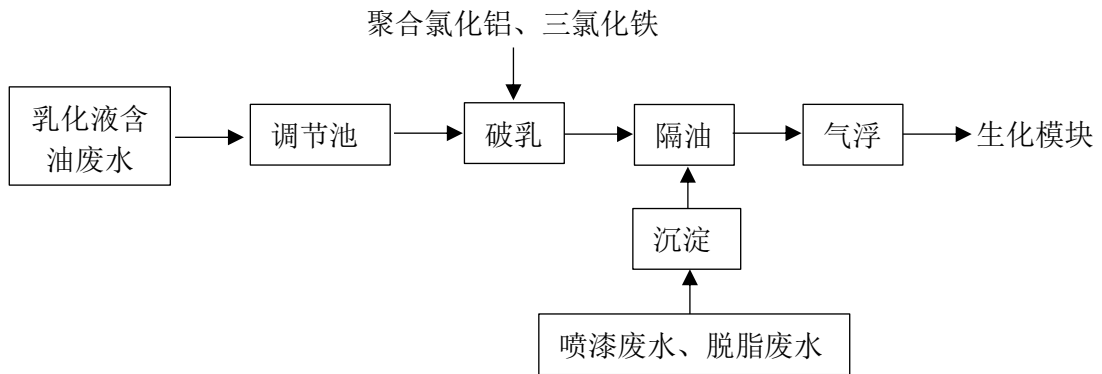 聚合氯化铝、三氯化铁
乳化液含
油废水
调节池
破乳
隔油
气浮
生化模块
沉淀
喷漆废水、脱脂废水